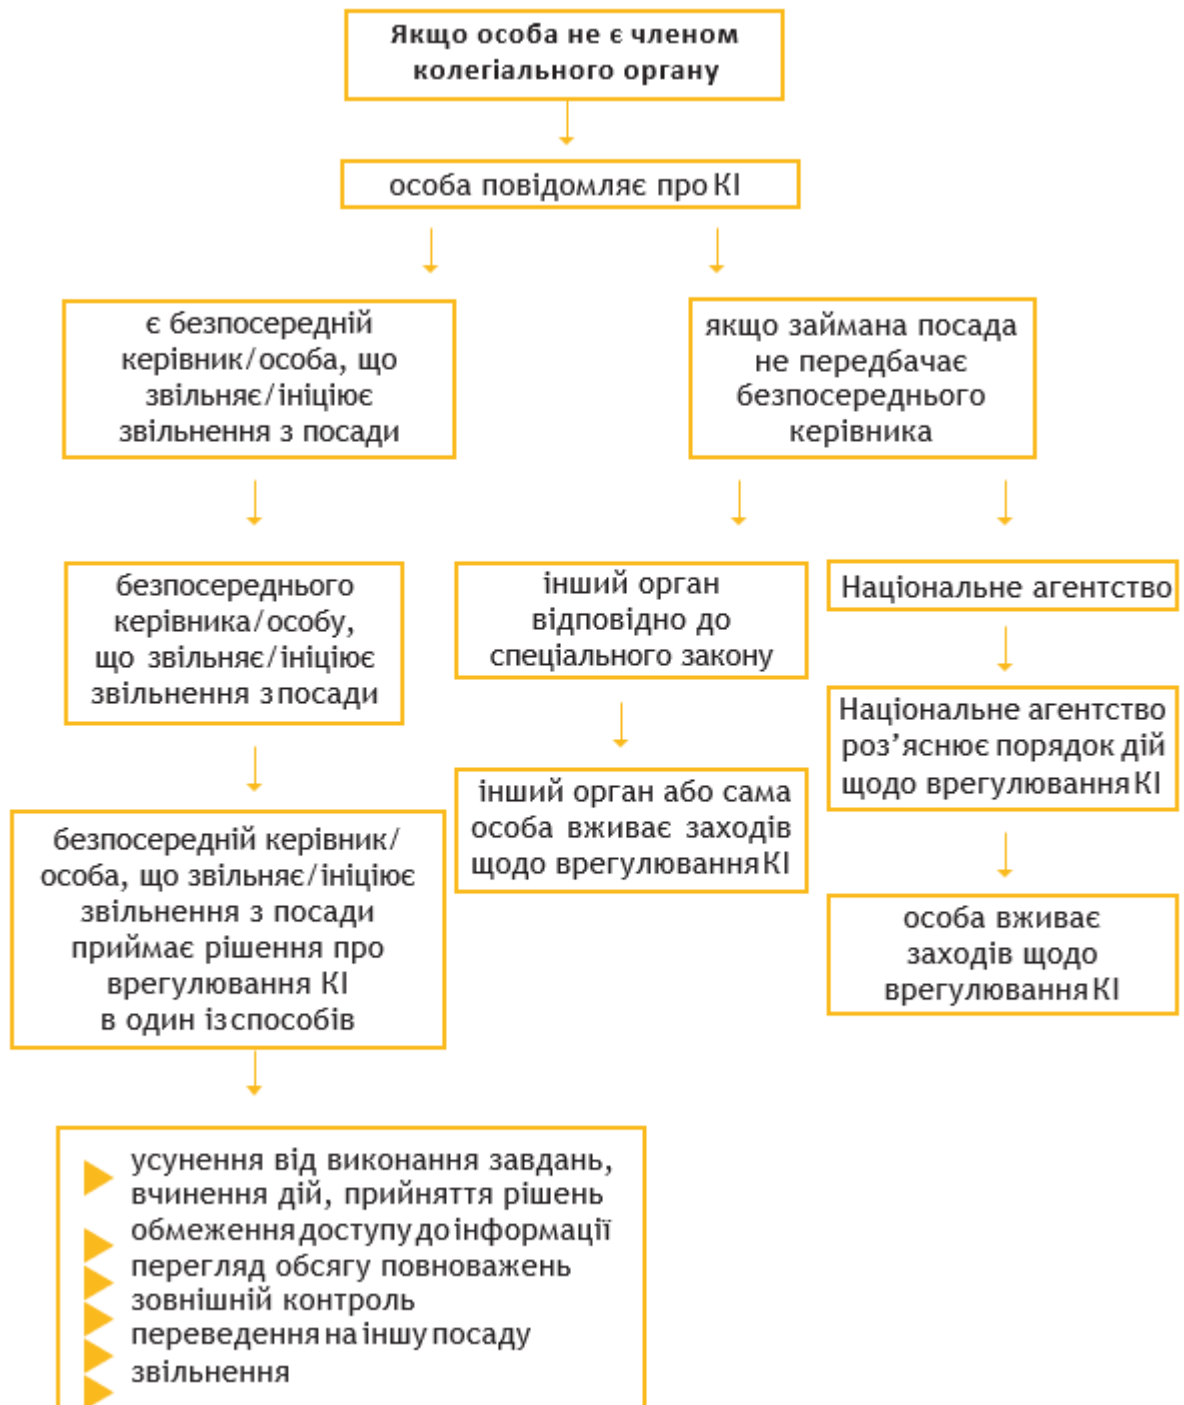 Якщо особа не є членом
колегіального органу
особа повідомляє про КІ
є безпосередній
керівник/особа, що
звільняє/ініціює
звільнення з посади
якщо займана посада
не передбачає
безпосереднього
керівника
безпосереднього
керівника/особу,
що звільняє/ініціює
звільнення з посади
інший орган
відповідно до
спеціального закону
Національне агентство
Національне агентство
роз’яснює порядок дій
щодо врегулювання КІ
безпосередній керівник/
особа, що звільняє/ініціює
звільнення з посади
приймає рішення про
врегулювання КІ
в один із способів
інший орган або сама
особа вживає заходів
щодо врегулювання КІ
особа вживає
заходів щодо
врегулювання КІ
усунення від виконання завдань,
вчинення дій, прийняття рішень
обмеження доступу до інформації
перегляд обсягу повноважень
зовнішній контроль
переведення на іншу посаду
звільнення